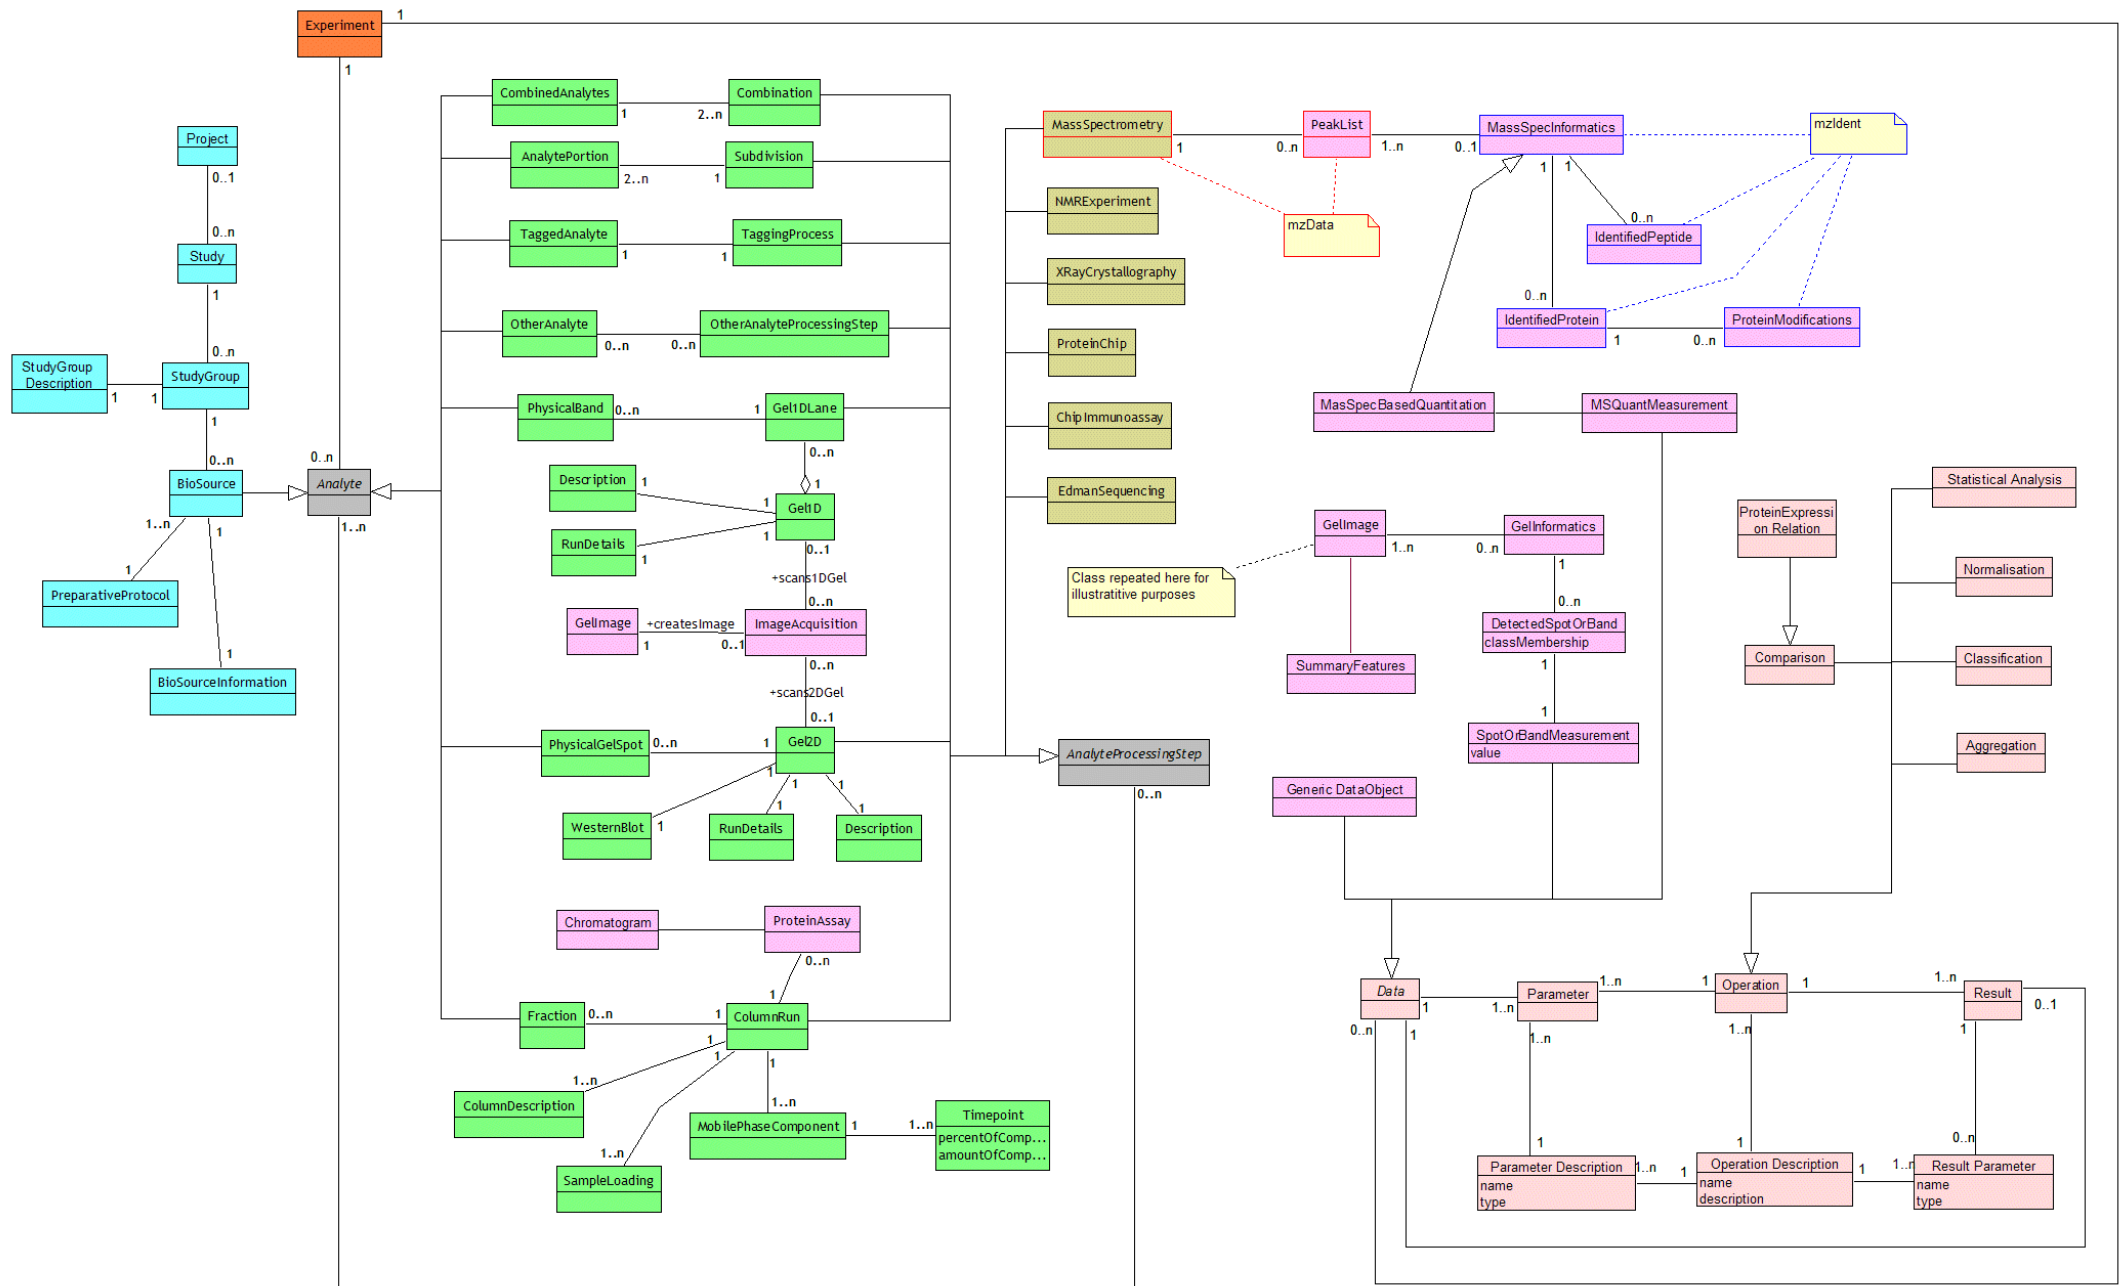 Experiment
1
1
Project
0..1
0..n
Study
1
0..n
StudyGroup
Description
1
1
StudyGroup
1
0..n
BioSource
1..n
1
1
PreparativeProtocol
1
BioSourceInformation
0..n
Analyte
1..n
CombinedAnalytes
1
2..n
Combination
AnalytePortion
2..n
1
Subdivision
TaggedAnalyte
1
1
TaggingProcess
OtherAnalyte
0..n
0..n
OtherAnalyteProcessingStep
PhysicalBand
0..n
1
Gel1DLane
0..n
1
Description
1
1
Gel1D
RunDetails
1
1
0..1
+scans1DGel
0..n
GelImage
+createsImage
1
0..1
ImageAcquisition
0..n
+scans2DGel
0..1
PhysicalGelSpot
0..n
1
Gel2D
1
1
1
WesternBlot
1
1
RunDetails
1
Description
Chromatogram
ProteinAssay
0..n
1
Fraction
0..n
1
ColumnRun
1
1
1
1..n
ColumnDescription
1..n
SampleLoading
1..n
MobilePhaseComponent
1
1..n
Timepoint
percentOfComp...
amountOfComp...
MassSpectrometry
1
0..n
PeakList
1..n
0..1
MassSpecInformatics
mzIdent
mzData
NMRExperiment
XRayCrystallography
ProteinChip
ChipImmunoassay
EdmanSequencing
AnalyteProcessingStep
0..n
1
1
0..n
IdentifiedPeptide
0..n
IdentifiedProtein
1
0..n
ProteinModifications
MasSpecBasedQuantitation
MSQuantMeasurement
GelImage
1..n
0..n
GelInformatics
Class repeated here for
illustratitive purposes
1
0..n
DetectedSpotOrBand
classMembership
SummaryFeatures
1
1
SpotOrBandMeasurement
value
Generic DataObject
ProteinExpressi
on Relation
Comparison
Statistical Analysis
Normalisation
Classification
Aggregation
Data
0..n
1
1
1..n
Parameter
1..n
1
Operation
1
1..n
Result
0..1
1..n
1..n
1
1
1
0..n
Parameter Description
name
type
1..n
1
Operation Description
name
description
1
1..n
Result Parameter
name
type